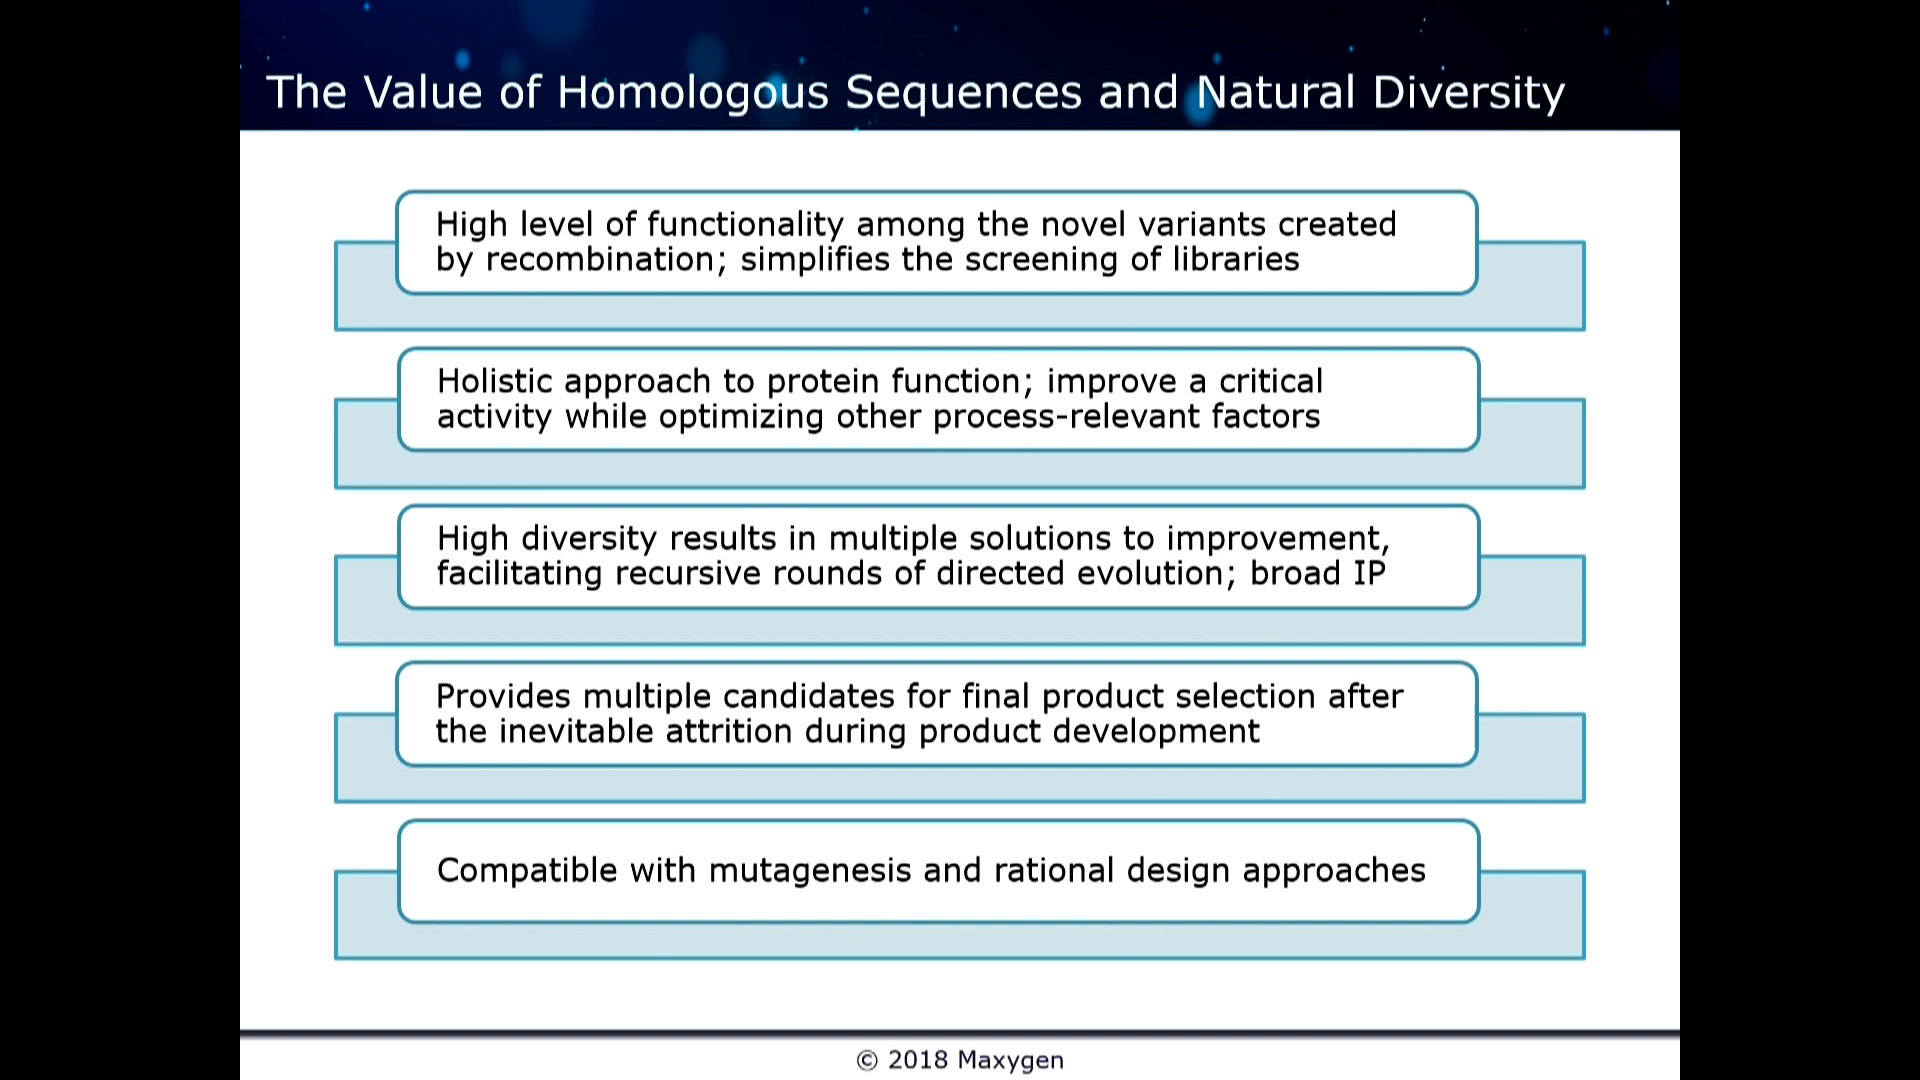 The Value of Homologous Sequences and Natural Diversity
High level of functionality among the novel variants created
by recombination; simplifies the screening of libraries
Holistic approach to protein function; improve a critical
activity while optimizing other process-relevant factors
High diversity results in multiple solutions to improvement,
facilitating recursive rounds of directed evolution; broad IP
Provides multiple candidates for final product selection after
the inevitable attrition during product development
Compatible with mutagenesis and rational design approaches
© 2018 Maxygen